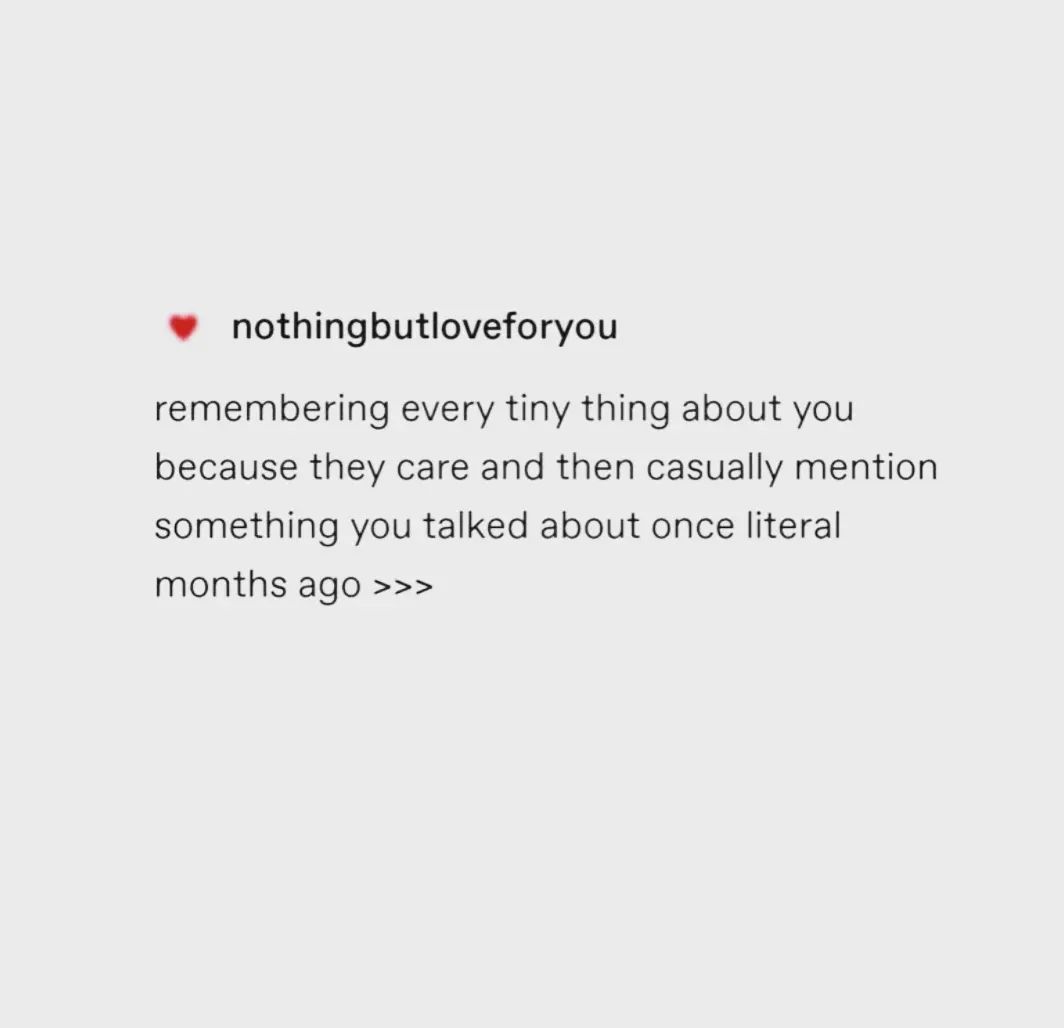 nothingbutloveforyou
remembering every tiny thing about you
because they care and then casually mention
something you talked about once literal
months ago >>>